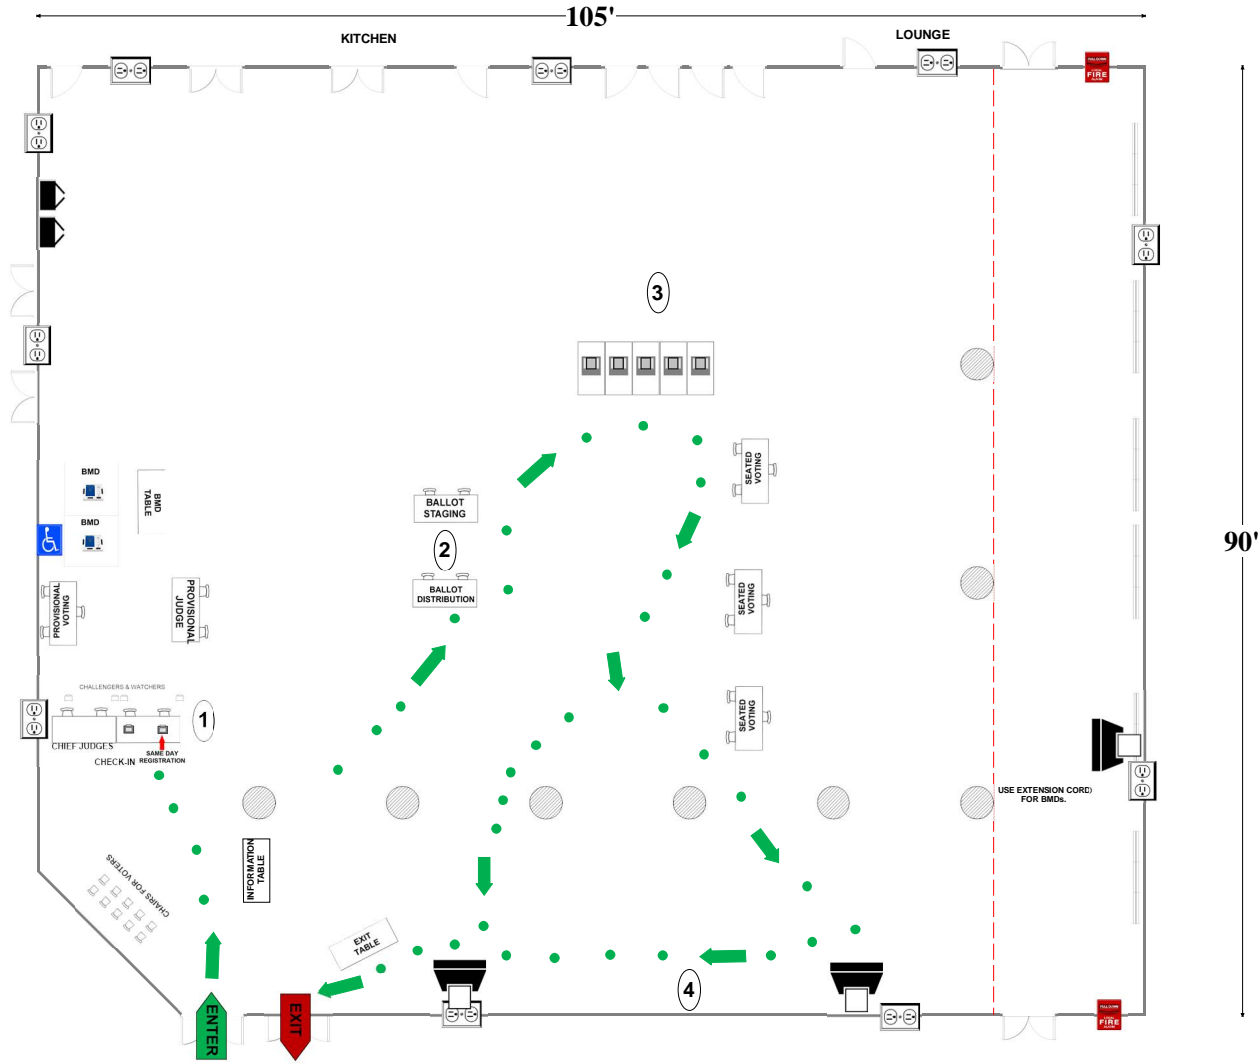 105'
KITCHEN
LOUNGE
FIRE
90'
3
BMD
BMD
TABLE
BMD
BALLOT
STAGING
2
BALLOT
DISTRIBUTION
SEATED
VOTING
SEATED
VOTING
SEATED
VOTING
PROVISIONAL
VOTING
PROVISIONAL
JUDGE
CHALLENGERS & WATCHERS
1
CHIEF JUDGES
CHECK-IN
SAME DAY
REGISTRATION
USE EXTENSION CORD
FOR BMDs.
INFORMATION
TABLE
CHAIRS FOR VOTERS
EXIT
TABLE
4
ENTER
EXIT
FIRE